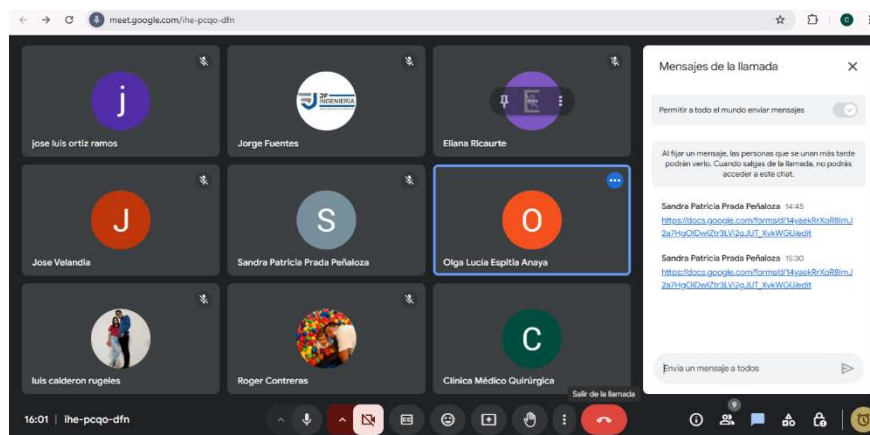 meet.google.com/ihe-pcqo-dfn
C
j
jose luis ortiz ramos
JF INGENIERIA
Jorge Fuentes
E
Eliana Ricaurte
J
Jose Velandia
S
Sandra Patricia Prada Peñaloza
O
Olga Lucía Espitia Anaya
luis calderon rugeles
Roger Contreras
C
Clínica Médico Quirúrgica
Salir de la llamada
16:01 | ihe-pcqo-dfn
9
Mensajes de la llamada
Permitir a todo el mundo enviar mensajes
Al fijar un mensaje, las personas que se unan más tarde
podrán verlo. Cuando salgas de la llamada, no podrás
acceder a este chat.
Sandra Patricia Prada Peñaloza 14:45
Sandra Patricia Prada Peñaloza 15:30
Envía un mensaje a todos